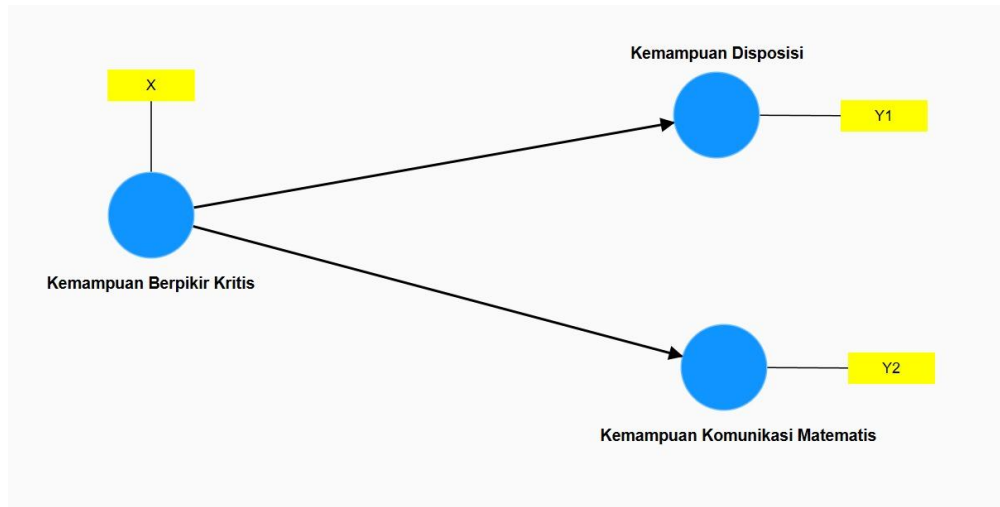 Kemampuan Disposisi
X
Y1
Kemampuan Berpikir Kritis
Y2
Kemampuan Komunikasi Matematis